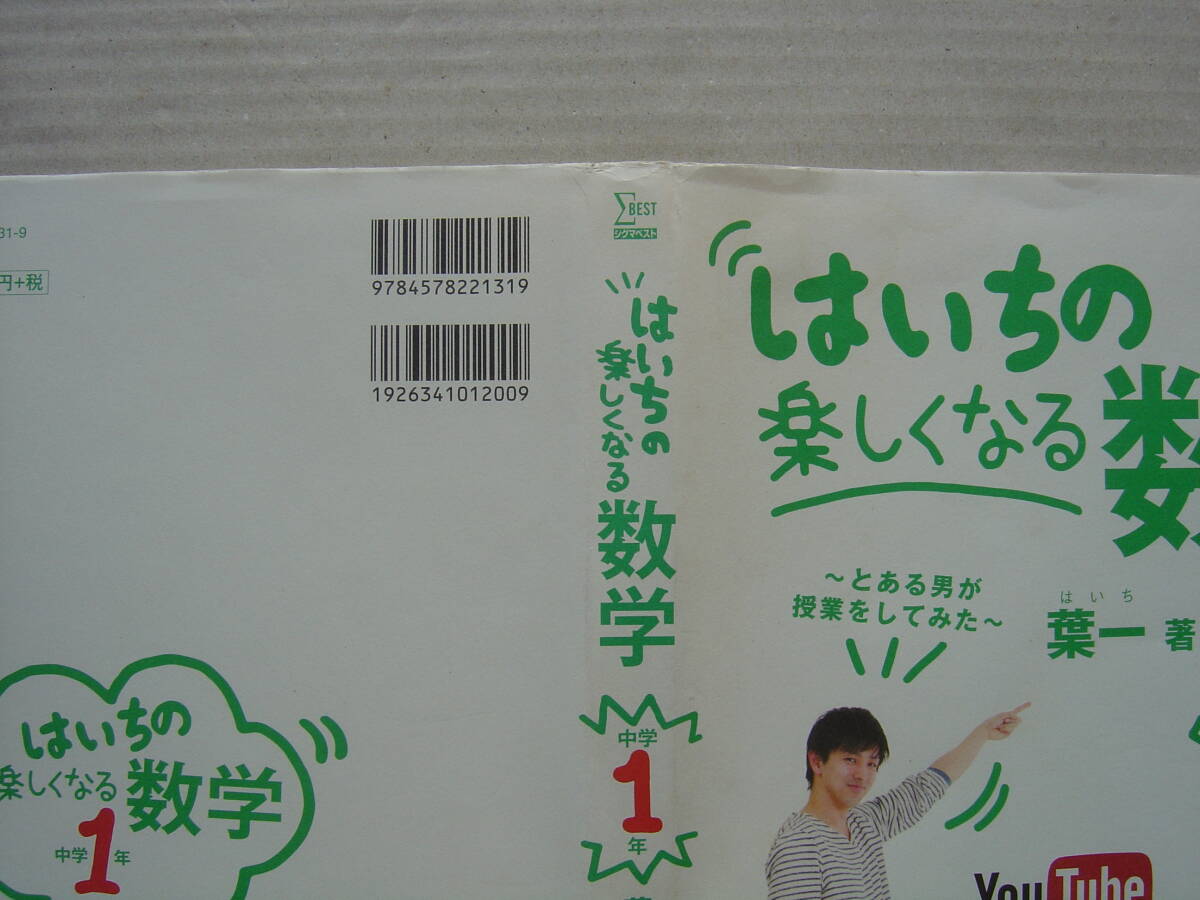 31-9
円+税
9784578221319
1926341012009
はいちの
楽しくなる
数学
中学
1
年
ΣBEST
シグマベスト
はいちの
楽しくなる
数学
中学
1
年
はいちの
楽しくなる数
〜とある男が
授業をしてみた〜
はいち
葉一 著
YouTube